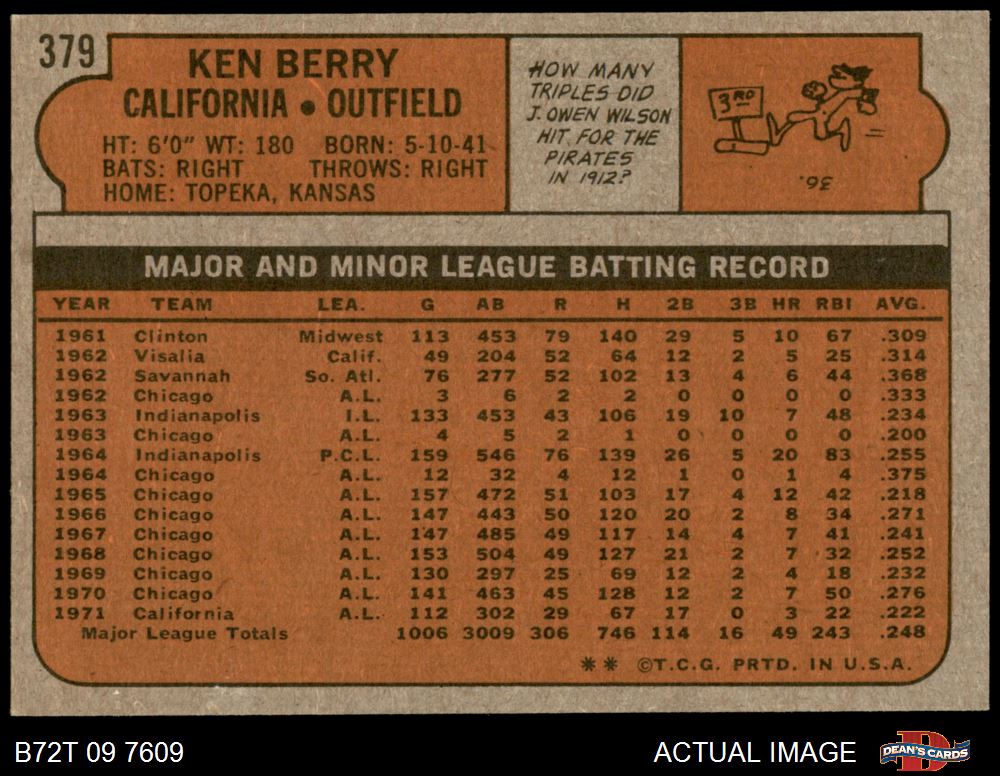 379
KEN BERRY
CALIFORNIA • OUTFIELD
HT: 6'0" WT: 180 BORN: 5-10-41
BATS: RIGHT THROWS: RIGHT
HOME: TOPEKA, KANSAS
HOW MANY
TRIPLES DID
J. OWEN WILSON
HIT FOR THE
PIRATES
IN 1912?
3RD
36.
MAJOR AND MINOR LEAGUE BATTING RECORD
YEAR TEAM LEA. G AB R H 2B 3B HR RBI AVG.
1961 Clinton Midwest 113 453 79 140 29 5 10 67 .309
1962 Visalia Calif. 49 204 52 64 12 2 5 25 .314
1962 Savannah So. Atl. 76 277 52 102 13 4 6 44 .368
1962 Chicago A.L. 3 6 2 2 0 0 0 0 .333
1963 Indianapolis I.L. 133 453 43 106 19 10 7 48 .234
1963 Chicago A.L. 4 5 2 1 0 0 0 0 .200
1964 Indianapolis P.C.L. 159 546 76 139 26 5 20 83 .255
1964 Chicago A.L. 12 32 4 12 1 0 1 4 .375
1965 Chicago A.L. 157 472 51 103 17 4 12 42 .218
1966 Chicago A.L. 147 443 50 120 20 2 8 34 .271
1967 Chicago A.L. 147 485 49 117 14 4 7 41 .241
1968 Chicago A.L. 153 504 49 127 21 2 7 32 .252
1969 Chicago A.L. 130 297 25 69 12 2 4 18 .232
1970 Chicago A.L. 141 463 45 128 12 2 7 50 .276
1971 California A.L. 112 302 29 67 17 0 3 22 .222
Major League Totals 1006 3009 306 746 114 16 49 243 .248
** ©T.C.G. PRTD. IN U.S.A.
B72T 09 7609
ACTUAL IMAGE
DEAN'S CARDS